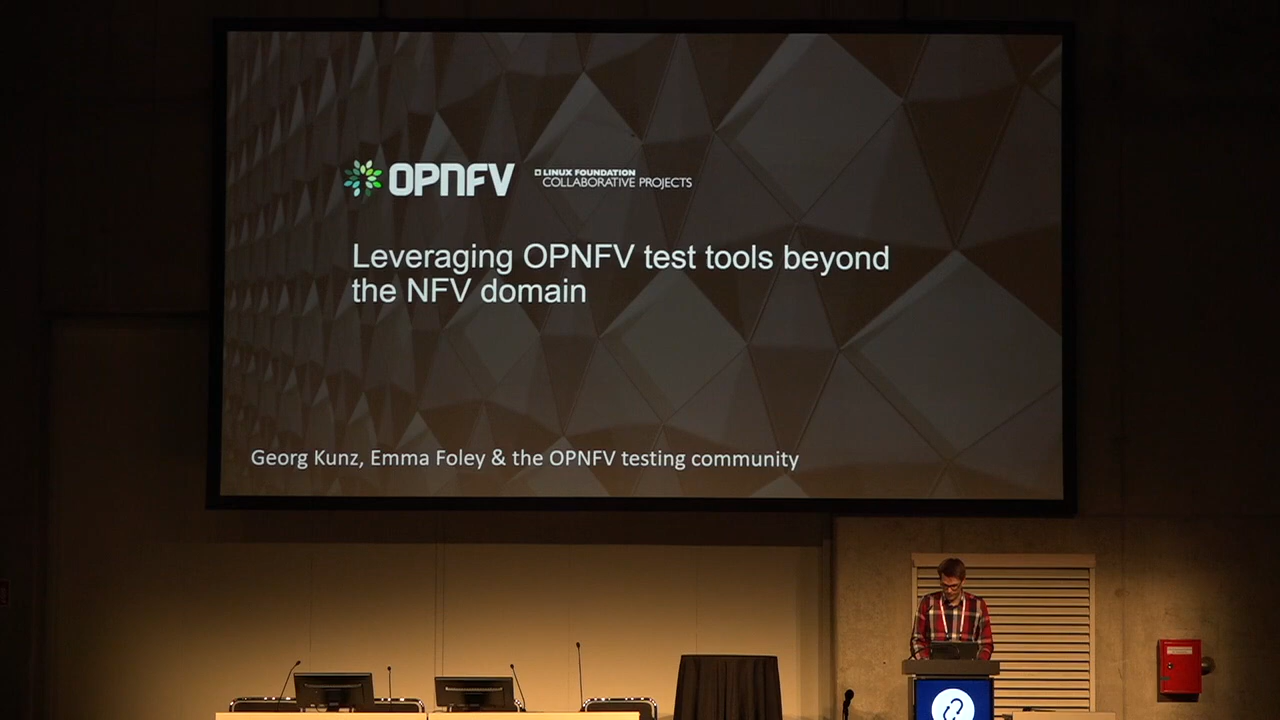 OPNFV
LINUX FOUNDATION
COLLABORATIVE PROJECTS
Leveraging OPNFV test tools beyond
the NFV domain
Georg Kunz, Emma Foley & the OPNFV testing community